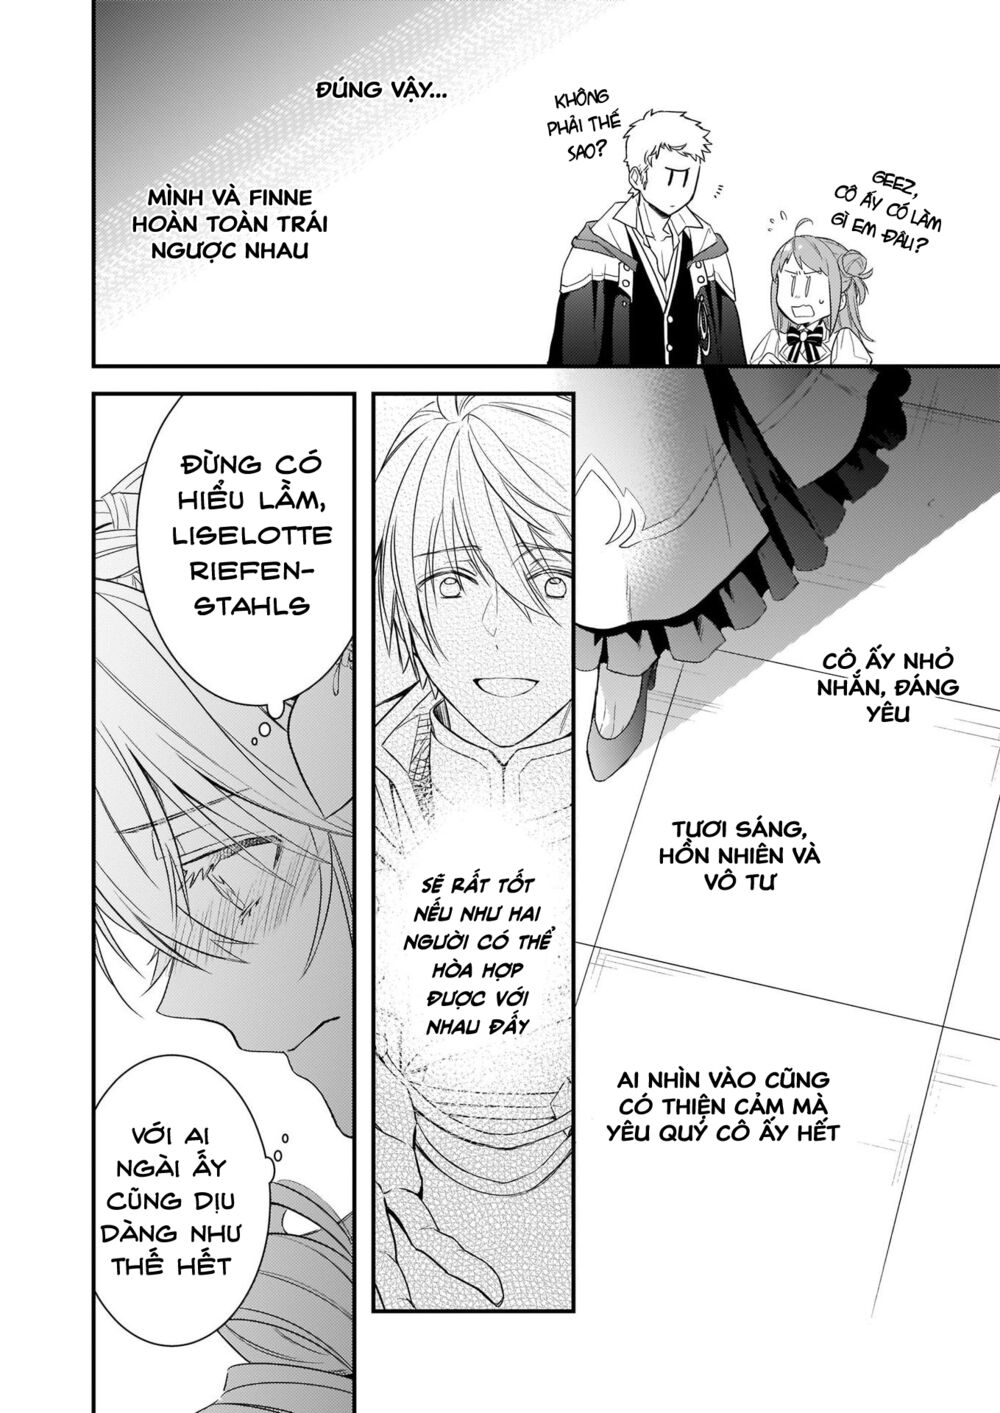 KHÔNG
PHẢI THẾ
SAO?
GEEZ,
CÔ ẤY CÓ LÀM
GÌ EM ĐÂU?
ĐÚNG VẬY...
MÌNH VÀ FINNE
HOÀN TOÀN TRÁI
NGƯỢC NHAU
CÔ ẤY NHỎ
NHẮN, ĐÁNG
YÊU
TƯƠI SÁNG,
HỒN NHIÊN VÀ
VÔ TƯ
AI NHÌN VÀO CŨNG
CÓ THIỆN CẢM MÀ
YÊU QUÝ CÔ ẤY HẾT
SẼ RẤT TỐT
NẾU NHƯ HAI
NGƯỜI CÓ THỂ
HÒA HỢP
ĐƯỢC VỚI
NHAU ĐẤY
ĐỪNG CÓ
HIỂU LẦM,
LISELOTTE
RIEFEN-
STAHLS
VỚI AI
NGÀI ẤY
CŨNG DỊU
DÀNG NHƯ
THẾ HẾT